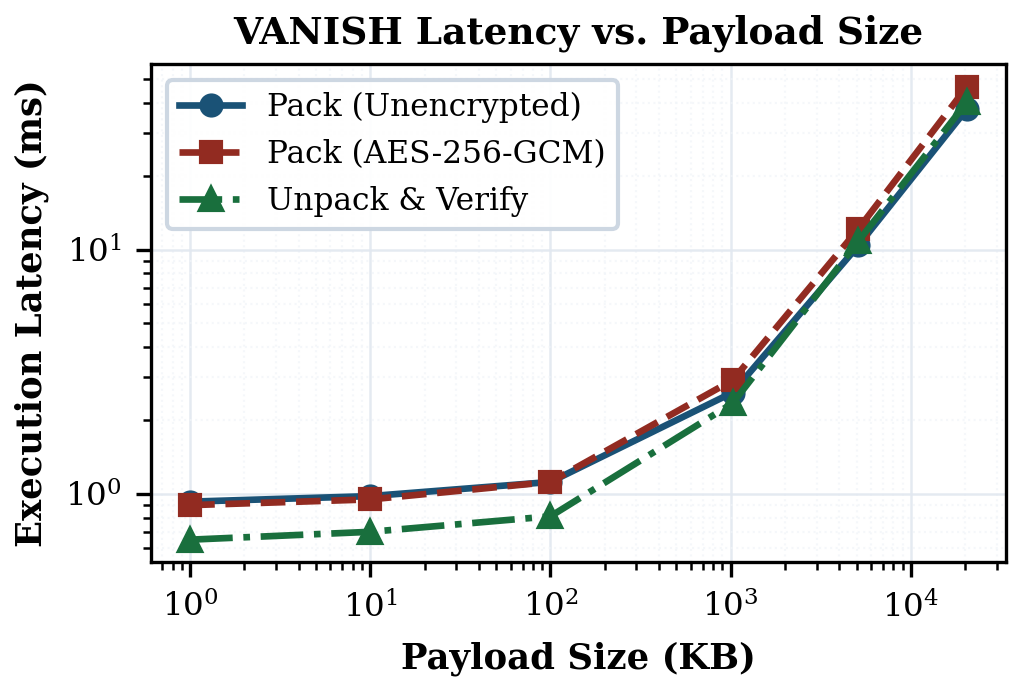 VANISH Latency vs. Payload Size
Execution Latency (ms)
Pack (Unencrypted)
Pack (AES-256-GCM)
Unpack & Verify
10¹
10⁰
10⁰ 10¹ 10² 10³ 10⁴
Payload Size (KB)